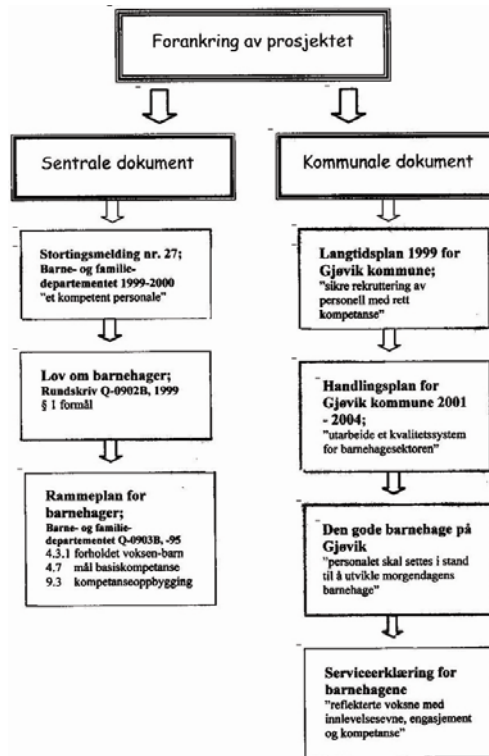 Forankring av prosjektet
Sentrale dokument
Stortingsmelding nr. 27;
Barne- og familie-
departementet 1999-2000
"et kompetent personale"
Lov om barnehager;
Rundskriv Q-0902B, 1999
§ 1 formål
Rammeplan for
barnehager;
Barne- og familie-
departementet Q-0903B, -95
4.3.1 forholdet voksen-barn
4.7 mål basiskompetanse
9.3 kompetanseoppbygging
Kommunale dokument
Langtidsplan 1999 for
Gjøvik kommune;
"sikre rekruttering av
personell med rett
kompetanse"
Handlingsplan for
Gjøvik kommune 2001
- 2004;
"utarbeide et kvalitetssystem
for barnehagesektoren"
Den gode barnehage på
Gjøvik
"personalet skal settes i stand
til å utvikle morgendagens
barnehage"
Serviceerklæring for
barnehagene
"reflekterte voksne med
innlevelsesevne, engasjement
og kompetanse"